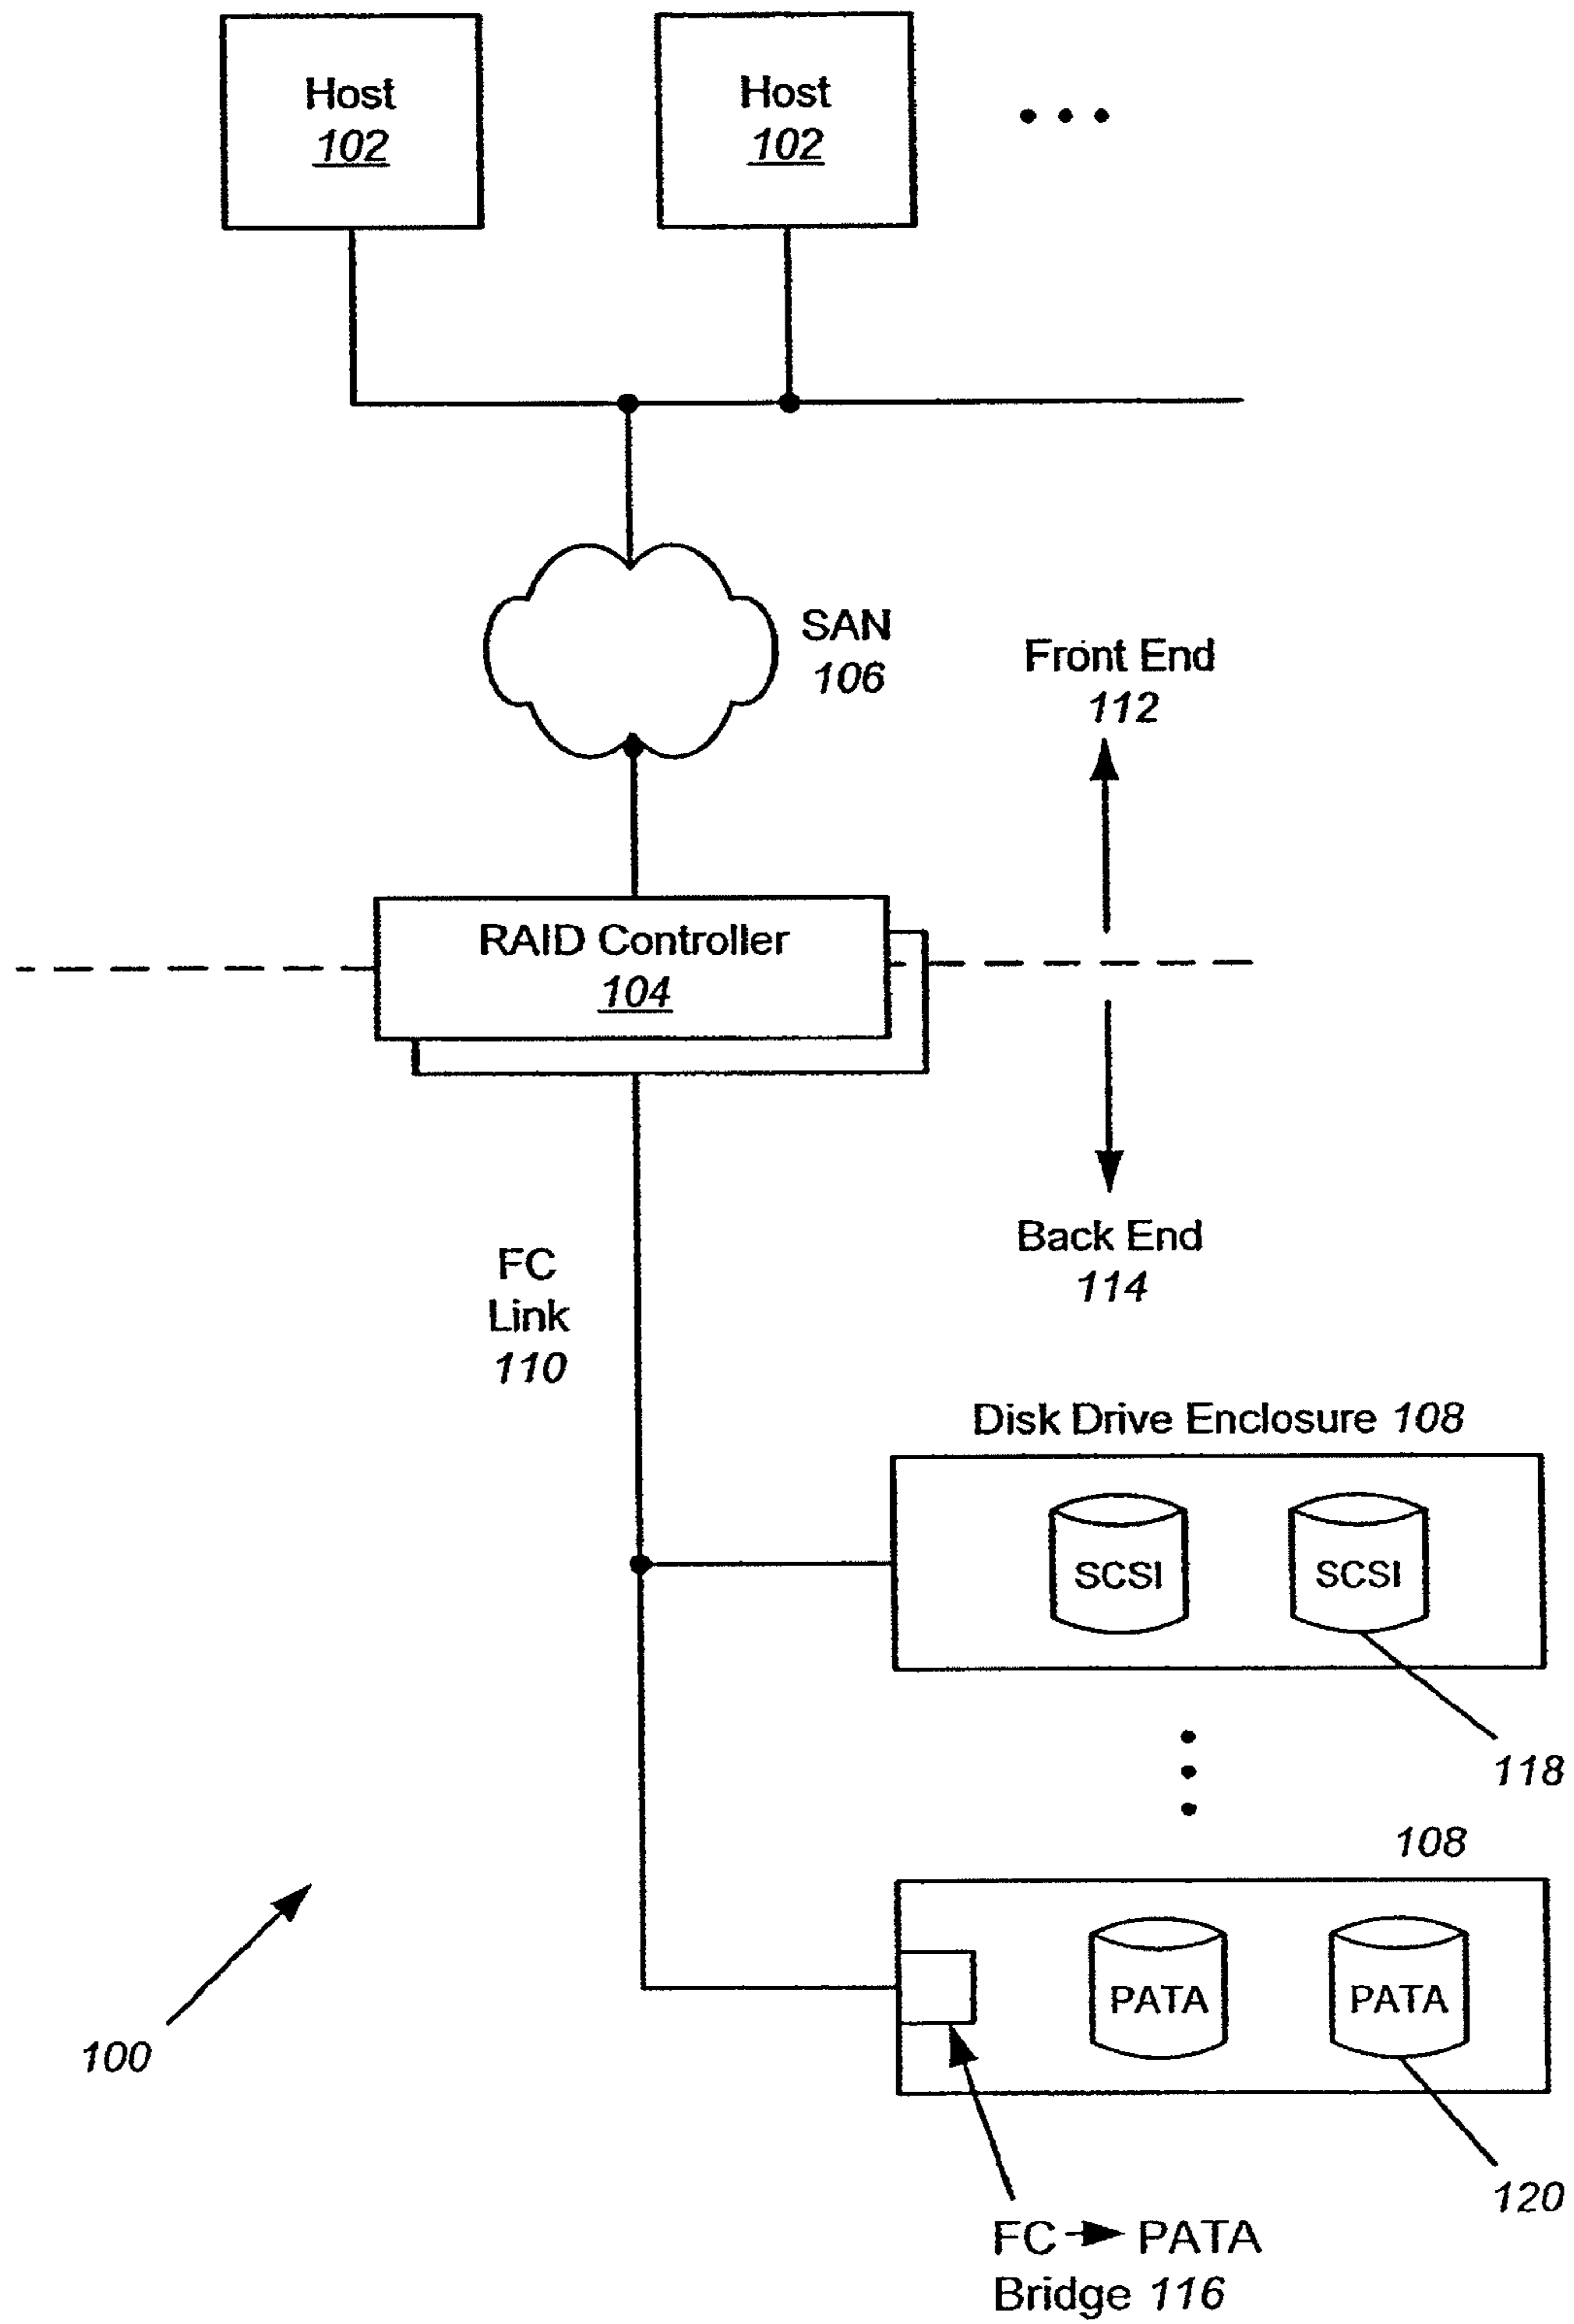 Host
102
Host
102
SAN
106
Front End
112
RAID Controller
104
Back End
114
FC
Link
110
Disk Drive Enclosure 108
SCSI
SCSI
118
108
PATA
PATA
100
120
FC → PATA
Bridge 116